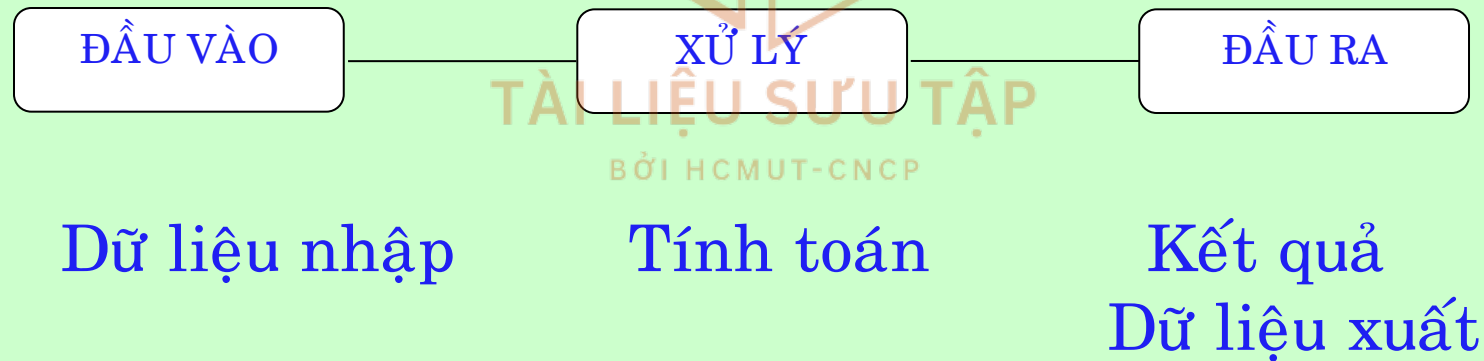 ĐẦU VÀO
XỬ LÝ
ĐẦU RA
TÀI LIỆU SƯU TẬP
BỞI HCMUT-CNCP
Dữ liệu nhập
Tính toán
Kết quả
Dữ liệu xuất